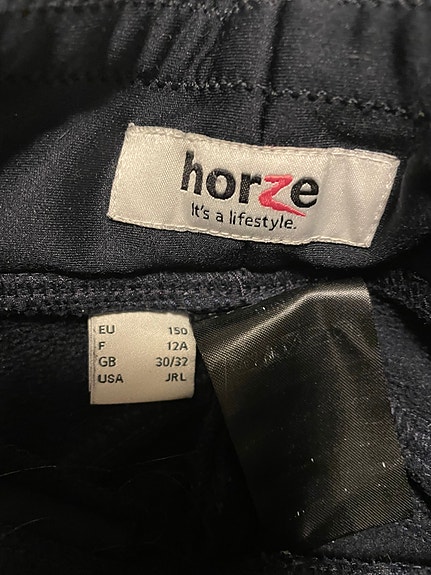 horze
It's a lifestyle.
EU 150
F 12A
GB 30/32
USA JRL